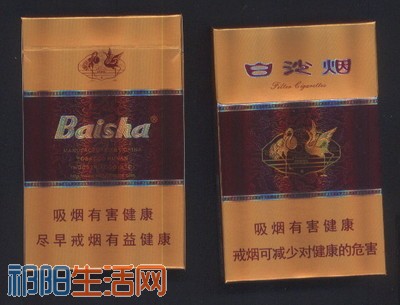 Baisha
吸烟有害健康
尽早戒烟有益健康
白沙烟
Filter Cigarettes
吸烟有害健康
戒烟可减少对健康的危害
祁阳生活网